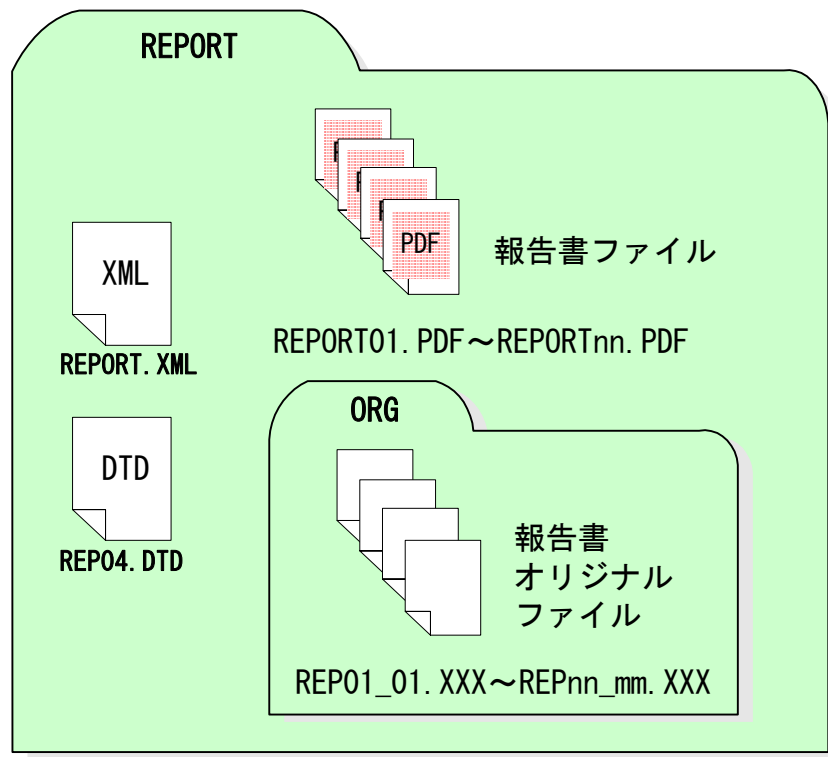 REPORT
PDF
報告書ファイル
REPORT01.PDF～REPORTnn.PDF
XML
REPORT.XML
DTD
REP04.DTD
ORG
報告書
オリジナル
ファイル
REP01_01.XXX～REPnn_mm.XXX